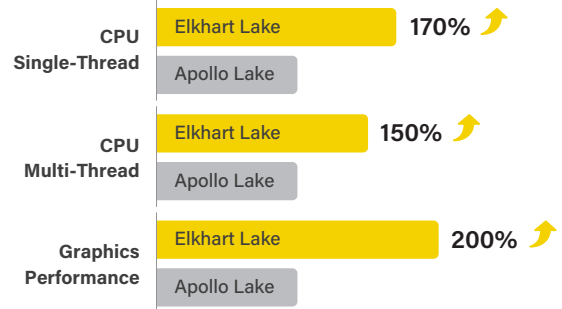 CPU
Single-Thread
Elkhart Lake
170%
Apollo Lake
CPU
Multi-Thread
Elkhart Lake
150%
Apollo Lake
Graphics
Performance
Elkhart Lake
200%
Apollo Lake